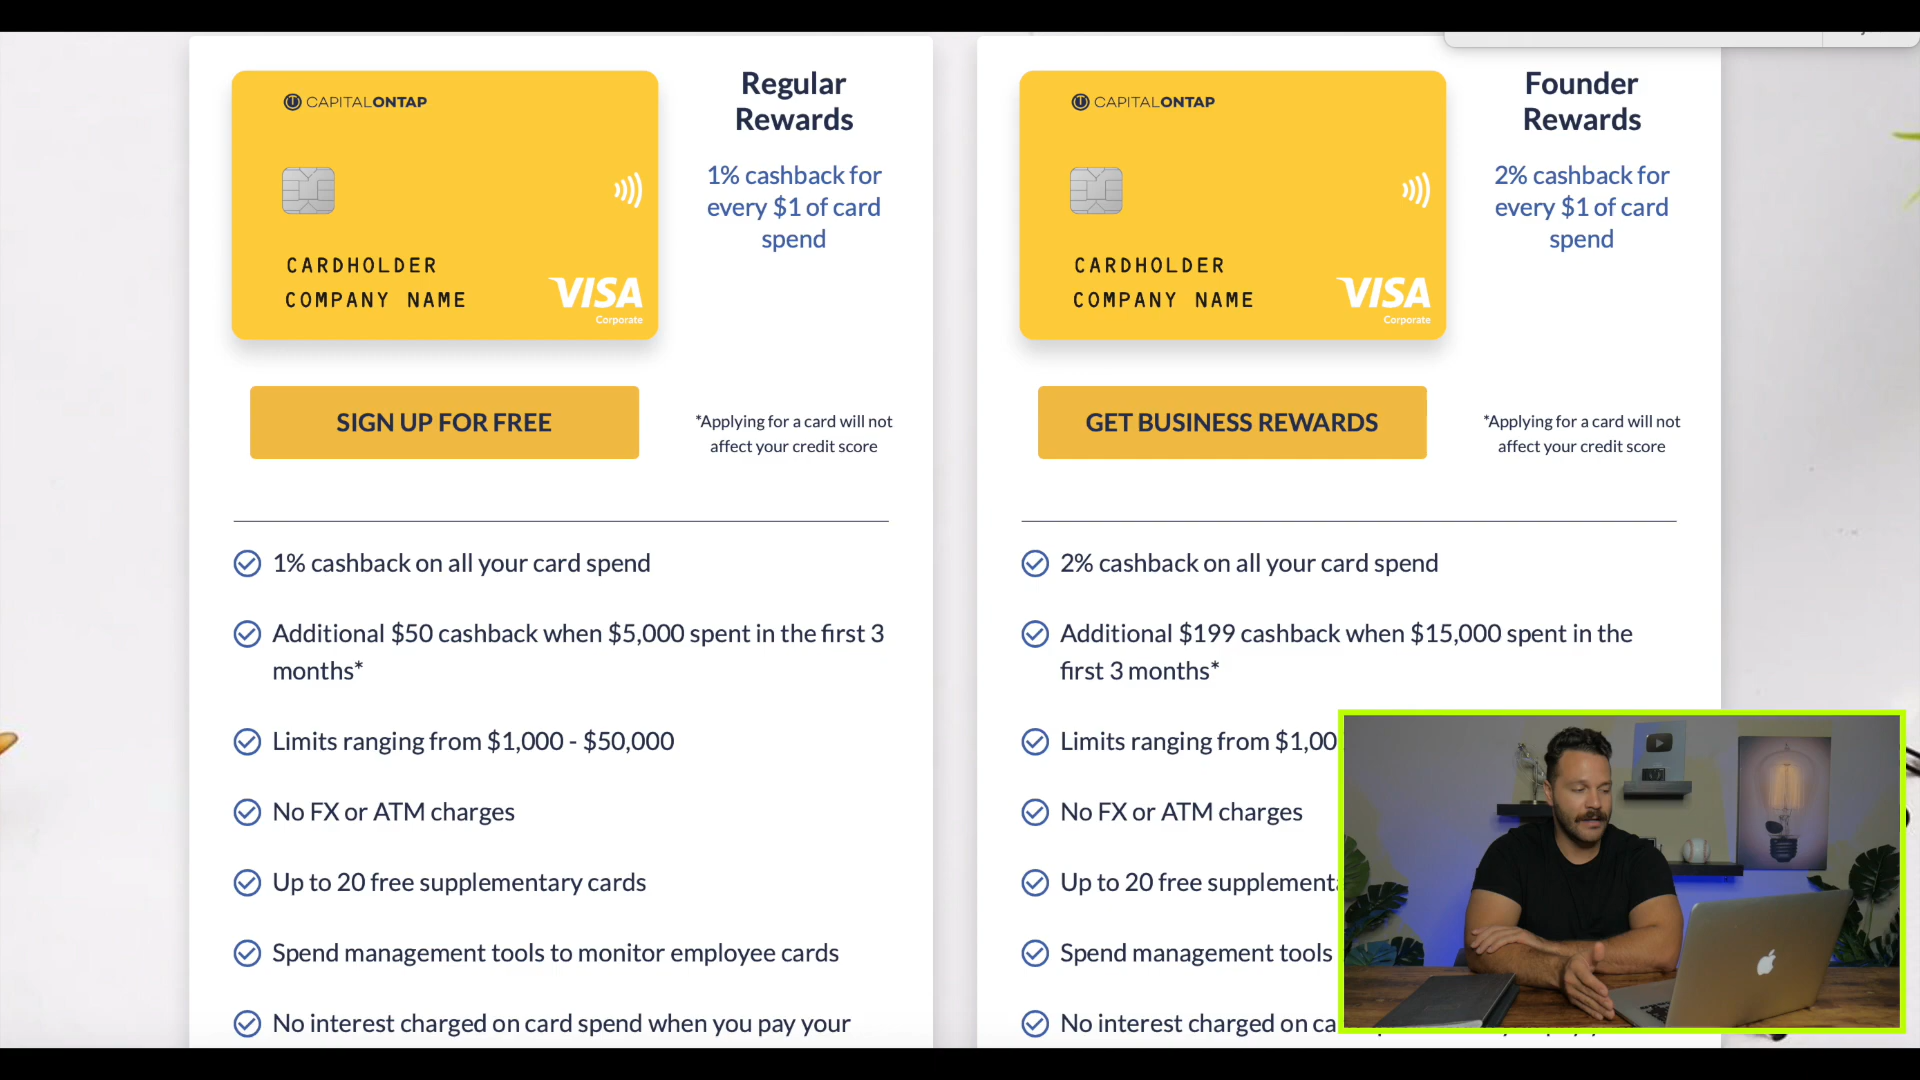 CAPITALONTAP
CARDHOLDER
COMPANY NAME
VISA
Corporate
Regular
Rewards
1% cashback for
every $1 of card
spend
SIGN UP FOR FREE
*Applying for a card will not
affect your credit score
1% cashback on all your card spend
Additional $50 cashback when $5,000 spent in the first 3
months*
Limits ranging from $1,000 - $50,000
No FX or ATM charges
Up to 20 free supplementary cards
Spend management tools to monitor employee cards
No interest charged on card spend when you pay your
CAPITALONTAP
CARDHOLDER
COMPANY NAME
VISA
Corporate
Founder
Rewards
2% cashback for
every $1 of card
spend
GET BUSINESS REWARDS
*Applying for a card will not
affect your credit score
2% cashback on all your card spend
Additional $199 cashback when $15,000 spent in the
first 3 months*
Limits ranging from $1,00
No FX or ATM charges
Up to 20 free supplement
Spend management tools
No interest charged on ca